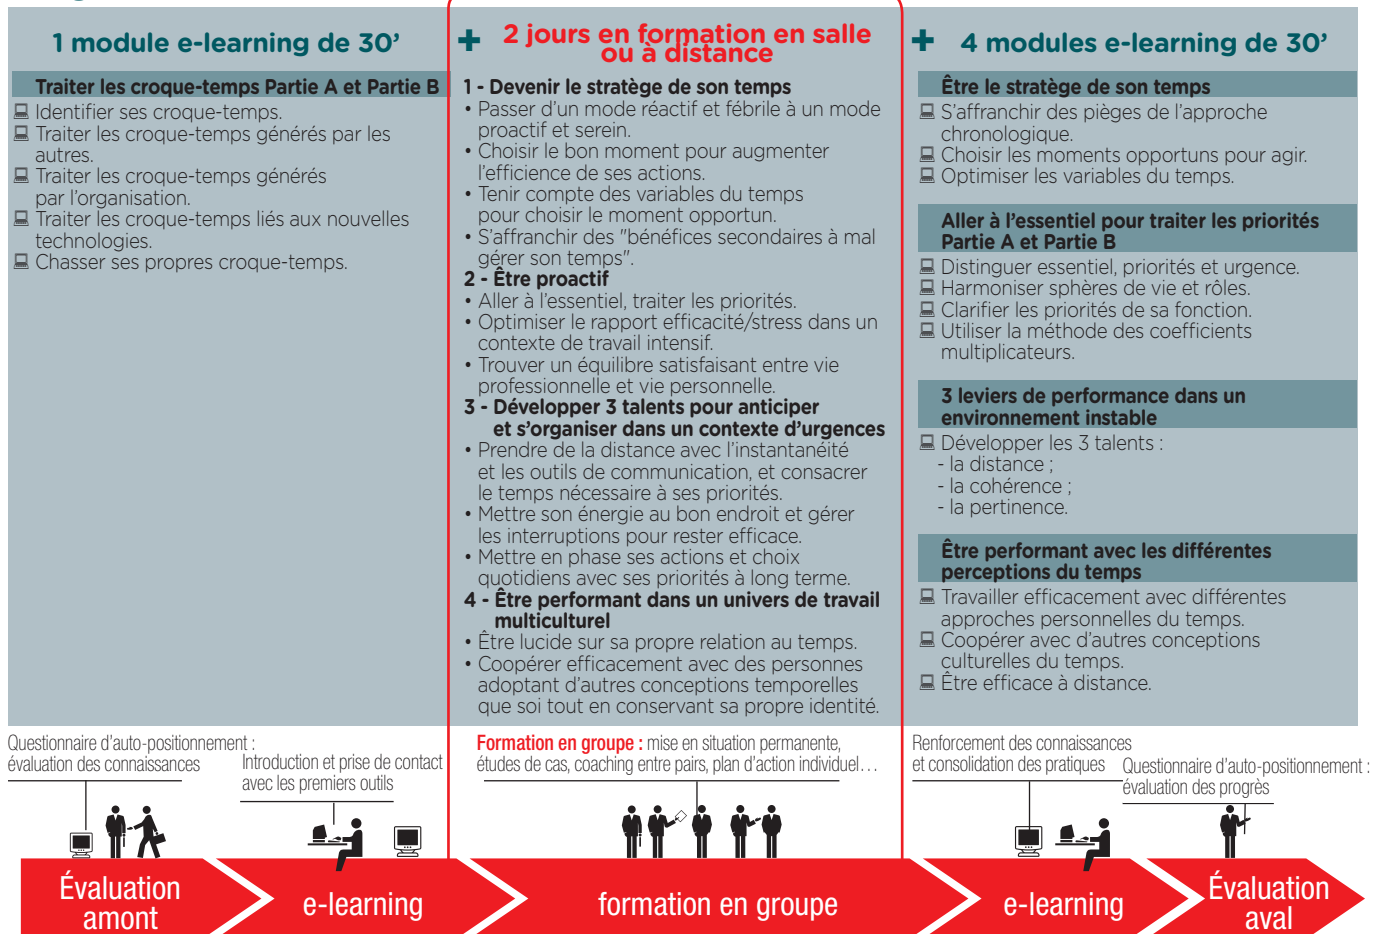 1 module e-learning de 30’
Traiter les croque-temps Partie A et Partie B
Identifier ses croque-temps.
Traiter les croque-temps générés par les
autres.
Traiter les croque-temps générés
par l’organisation.
Traiter les croque-temps liés aux nouvelles
technologies.
Chasser ses propres croque-temps.
+ 2 jours en formation en salle
ou à distance
1 - Devenir le stratège de son temps
• Passer d’un mode réactif et fébrile à un mode
proactif et serein.
• Choisir le bon moment pour augmenter
l’efficience de ses actions.
• Tenir compte des variables du temps
pour choisir le moment opportun.
• S’affranchir des "bénéfices secondaires à mal
gérer son temps".
2 - Être proactif
• Aller à l’essentiel, traiter les priorités.
• Optimiser le rapport efficacité/stress dans un
contexte de travail intensif.
• Trouver un équilibre satisfaisant entre vie
professionnelle et vie personnelle.
3 - Développer 3 talents pour anticiper
et s’organiser dans un contexte d’urgences
• Prendre de la distance avec l’instantanéité
et les outils de communication, et consacrer
le temps nécessaire à ses priorités.
• Mettre son énergie au bon endroit et gérer
les interruptions pour rester efficace.
• Mettre en phase ses actions et choix
quotidiens avec ses priorités à long terme.
4 - Être performant dans un univers de travail
multiculturel
• Être lucide sur sa propre relation au temps.
• Coopérer efficacement avec des personnes
adoptant d’autres conceptions temporelles
que soi tout en conservant sa propre identité.
+ 4 modules e-learning de 30’
Être le stratège de son temps
S’affranchir des pièges de l’approche
chronologique.
Choisir les moments opportuns pour agir.
Optimiser les variables du temps.
Aller à l’essentiel pour traiter les priorités
Partie A et Partie B
Distinguer essentiel, priorités et urgence.
Harmoniser sphères de vie et rôles.
Clarifier les priorités de sa fonction.
Utiliser la méthode des coefficients
multiplicateurs.
3 leviers de performance dans un
environnement instable
Développer les 3 talents :
- la distance ;
- la cohérence ;
- la pertinence.
Être performant avec les différentes
perceptions du temps
Travailler efficacement avec différentes
approches personnelles du temps.
Coopérer avec d’autres conceptions
culturelles du temps.
Être efficace à distance.
Questionnaire d’auto-positionnement :
évaluation des connaissances
Introduction et prise de contact
avec les premiers outils
Formation en groupe : mise en situation permanente,
études de cas, coaching entre pairs, plan d’action individuel…
Renforcement des connaissances
et consolidation des pratiques
Questionnaire d’auto-positionnement :
évaluation des progrès
Évaluation
amont
e-learning
formation en groupe
e-learning
Évaluation
aval